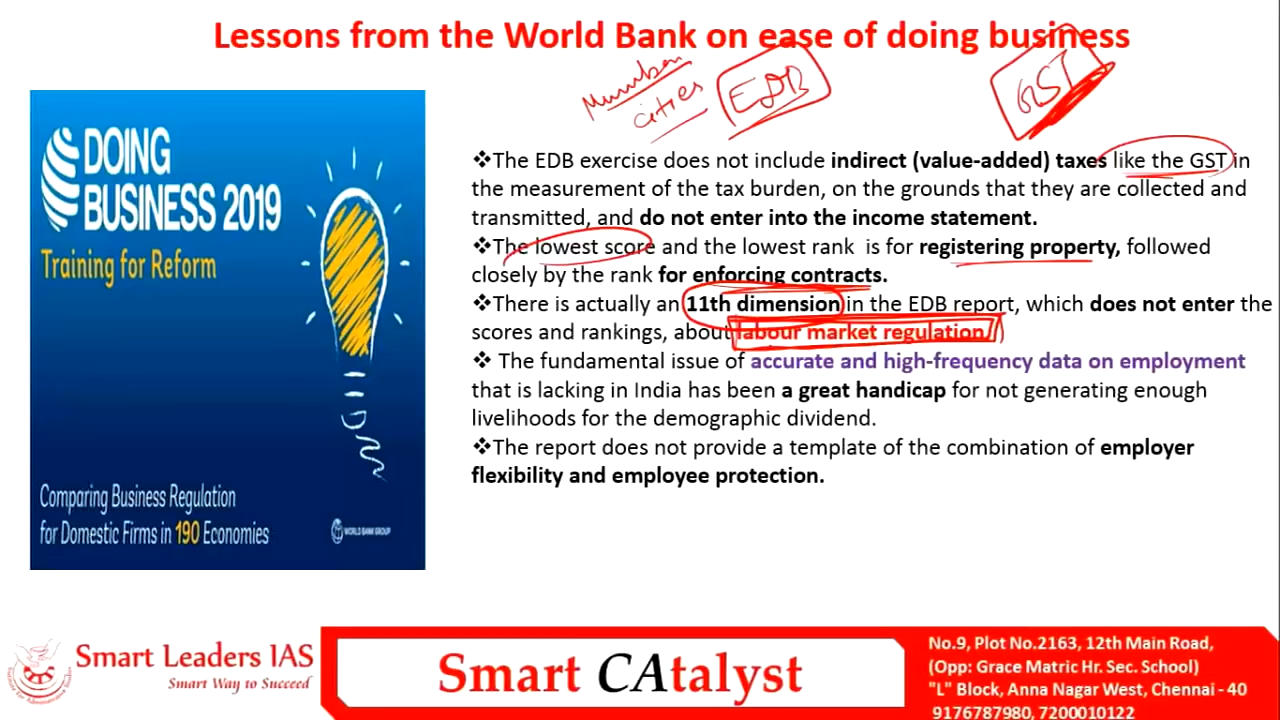 Lessons from the World Bank on ease of doing business
cities
EDB
GST
DOING
BUSINESS 2019
Training for Reform
Comparing Business Regulation
for Domestic Firms in 190 Economies
WORLD BANK GROUP
❖The EDB exercise does not include indirect (value-added) taxes like the GST in
the measurement of the tax burden, on the grounds that they are collected and
transmitted, and do not enter into the income statement.
❖The lowest score and the lowest rank is for registering property, followed
closely by the rank for enforcing contracts.
❖There is actually an 11th dimension in the EDB report, which does not enter the
scores and rankings, about labour market regulation.
❖ The fundamental issue of accurate and high-frequency data on employment
that is lacking in India has been a great handicap for not generating enough
livelihoods for the demographic dividend.
❖The report does not provide a template of the combination of employer
flexibility and employee protection.
Smart Leaders IAS
Smart Way to Succeed
Smart CAtalyst
No.9, Plot No.2163, 12th Main Road,
(Opp: Grace Matric Hr. Sec. School)
"L" Block, Anna Nagar West, Chennai - 40
9176787980, 7200010122